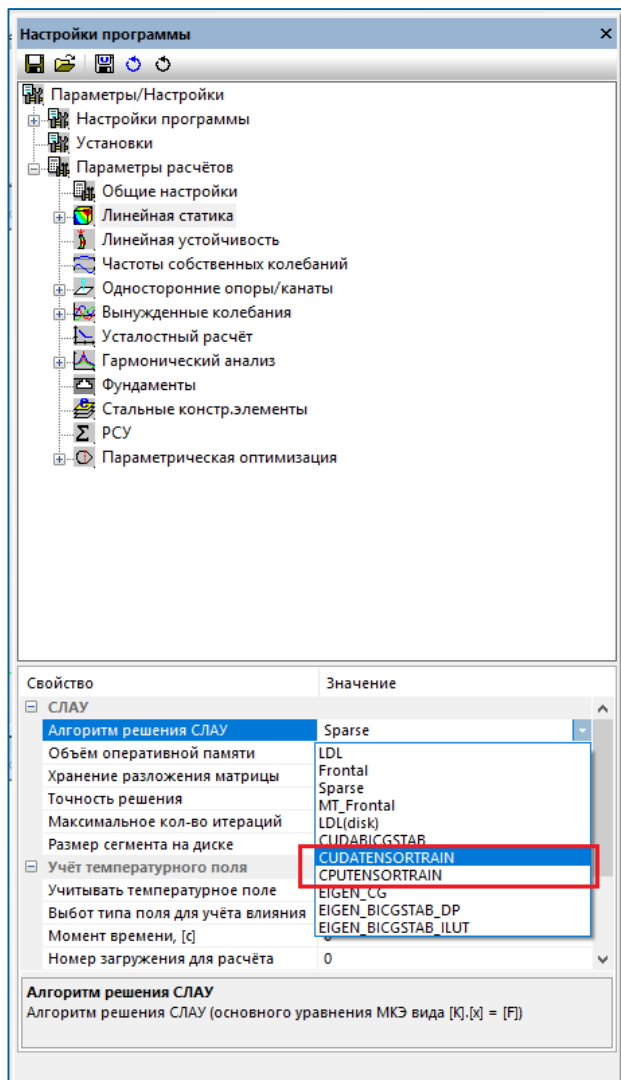 Настройки программы
Параметры/Настройки
Настройки программы
Установки
Параметры расчётов
Общие настройки
Линейная статика
Линейная устойчивость
Частоты собственных колебаний
Односторонние опоры/канаты
Вынужденные колебания
Усталостный расчёт
Гармонический анализ
Фундаменты
Стальные констр.элементы
РСУ
Параметрическая оптимизация
Свойство Значение
СЛАУ
Алгоритм решения СЛАУ Sparse
Объём оперативной памяти LDL
Frontal
Хранение разложения матрицы Sparse
Точность решения MT_Frontal
Максимальное кол-во итераций LDL(disk)
Размер сегмента на диске CUDABICGSTAB
Учёт температурного поля CUDATENSORTRAIN
Учитывать температурное поле CPUTENSORTRAIN
EIGEN_CG
Выбот типа поля для учёта влияния EIGEN_BICGSTAB_DP
Момент времени, [с] EIGEN_BICGSTAB_ILUT
Номер загружения для расчёта 0
Алгоритм решения СЛАУ
Алгоритм решения СЛАУ (основного уравнения МКЭ вида [K].[x] = [F])